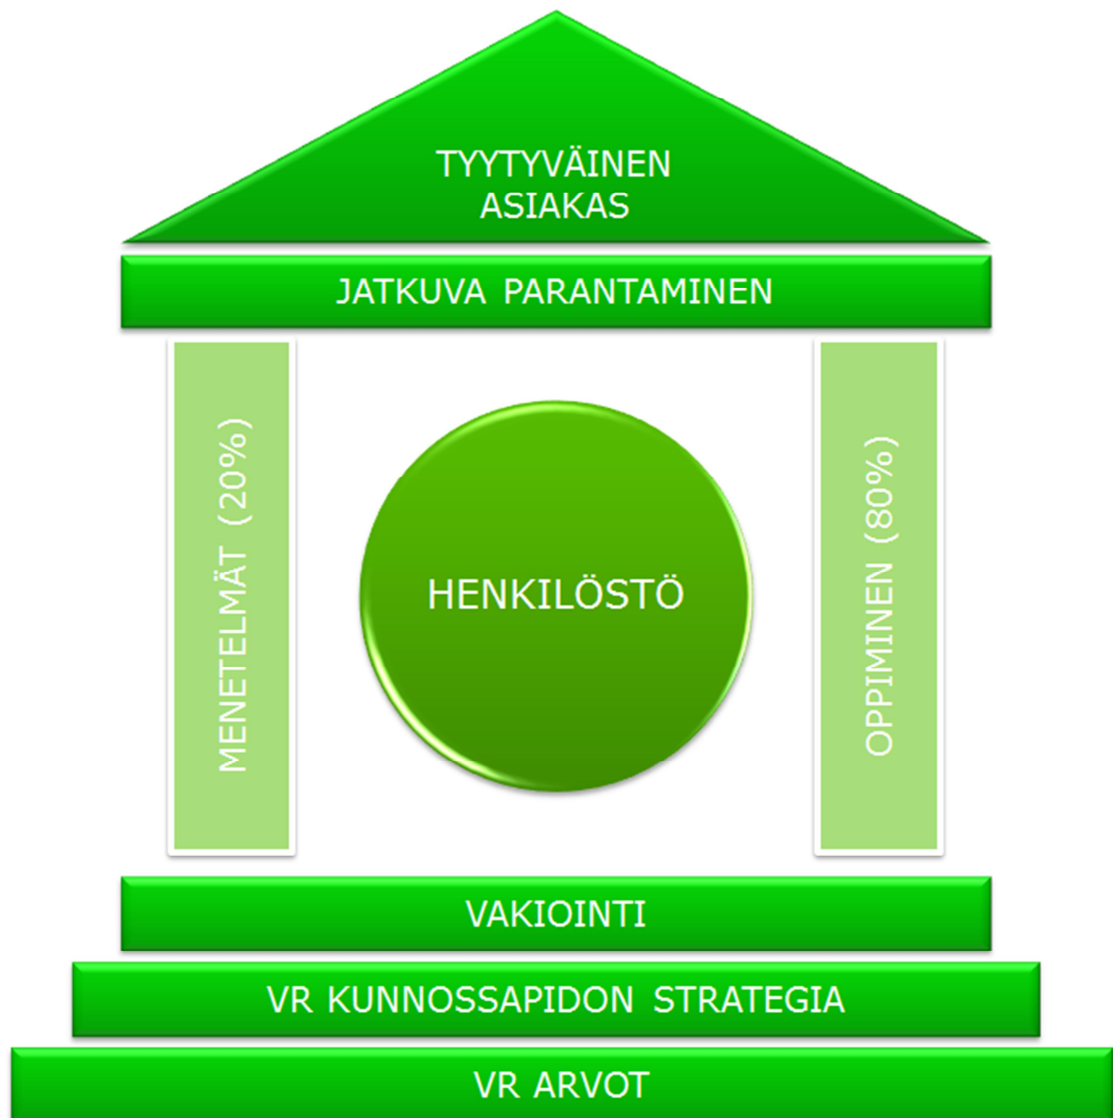 TYYTYVÄINEN
ASIAKAS
JATKUVA PARANTAMINEN
MENETELMÄT (20%)
HENKILÖSTÖ
OPPIMINEN (80%)
VAKIOINTI
VR KUNNOSSAPIDON STRATEGIA
VR ARVOT